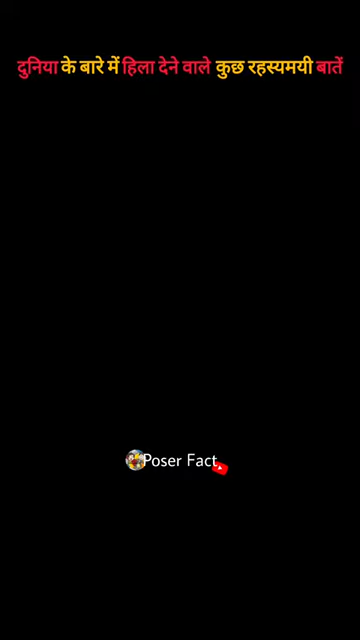 दुनिया के बारे में हिला देने वाले कुछ रहस्यमयी बातें
Poser Fact